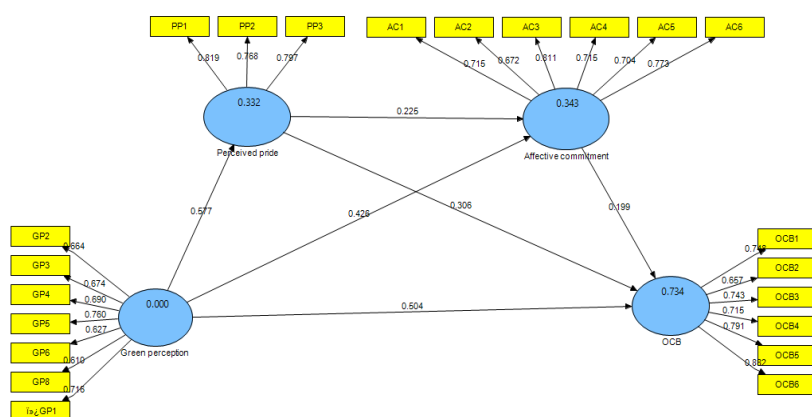 PP1 PP2 PP3 AC1 AC2 AC3 AC4 AC5 AC6
0.819 0.768 0.797 0.715 0.672 0.811 0.715 0.704 0.773
0.332 0.343
0.225
Perceived pride Affective commitment
0.577 0.426 0.306 0.199
GP2 0.664
GP3 0.674
GP4 0.690
GP5 0.760
GP6 0.627
GP8 0.610
GP1 0.716
0.000
Green perception
0.504
0.734
OCB
0.748 OCB1
0.657 OCB2
0.743 OCB3
0.715 OCB4
0.791 OCB5
OCB6